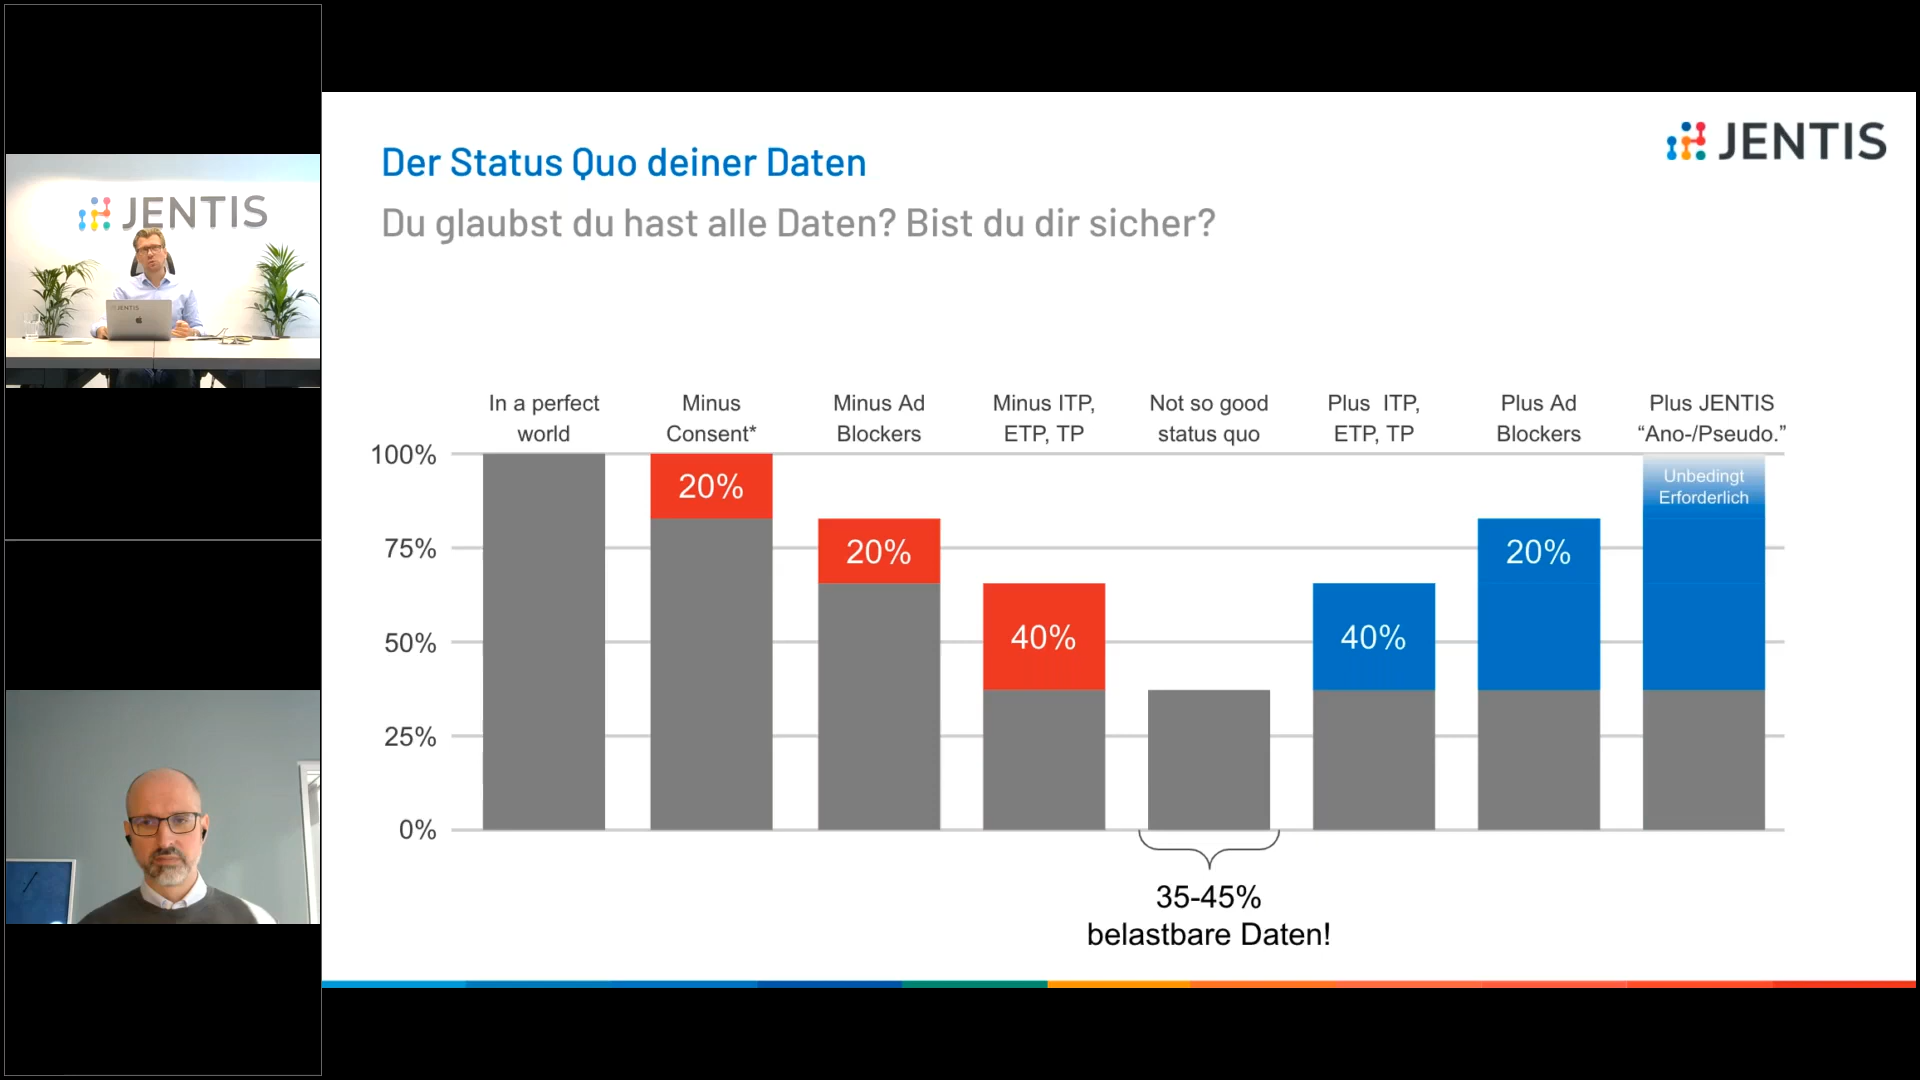 JENTIS
JENTIS
JENTIS
Der Status Quo deiner Daten
Du glaubst du hast alle Daten? Bist du dir sicher?
In a perfect
world
Minus
Consent*
Minus Ad
Blockers
Minus ITP,
ETP, TP
Not so good
status quo
Plus ITP,
ETP, TP
Plus Ad
Blockers
Plus JENTIS
“Ano-/Pseudo.”
100%
75%
50%
25%
0%
20%
20%
40%
40%
20%
Unbedingt
Erforderlich
35-45%
belastbare Daten!